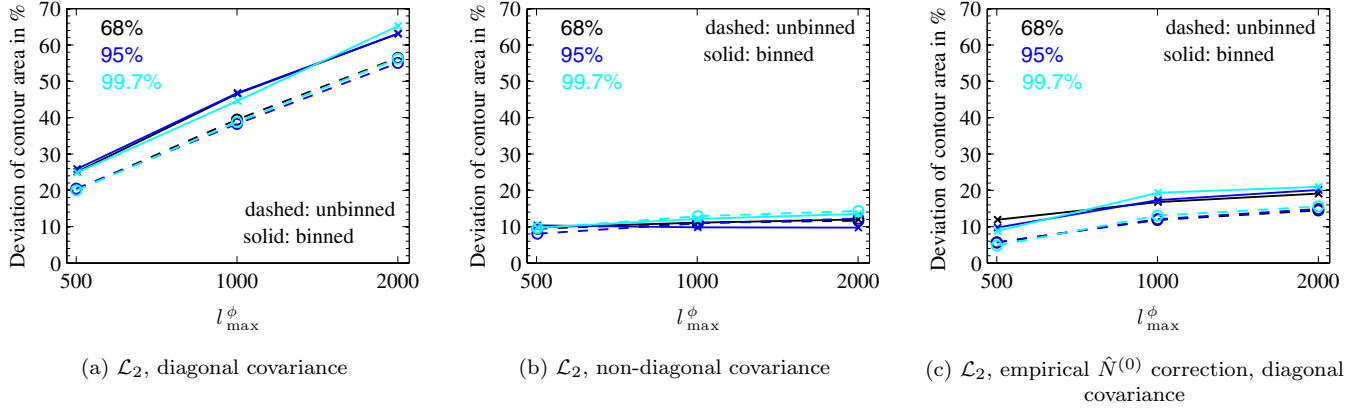 Deviation of contour area in %
70
60
50
40
30
20
10
0
68%
95%
99.7%
dashed: unbinned
solid: binned
500
1000
2000
l_max^ϕ
(a) ℒ₂, diagonal covariance
Deviation of contour area in %
70
60
50
40
30
20
10
0
68%
95%
99.7%
dashed: unbinned
solid: binned
500
1000
2000
l_max^ϕ
(b) ℒ₂, non-diagonal covariance
Deviation of contour area in %
70
60
50
40
30
20
10
0
68%
95%
99.7%
dashed: unbinned
solid: binned
500
1000
2000
l_max^ϕ
(c) ℒ₂, empirical N̂⁽⁰⁾ correction, diagonal
covariance